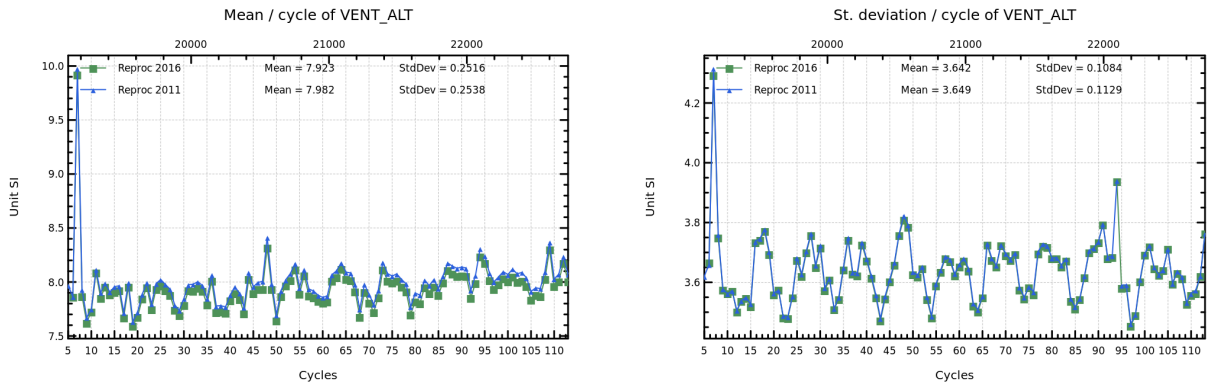 Mean / cycle of VENT_ALT
20000 21000 22000
10.0
9.5
9.0
8.5
8.0
7.5
Unit SI
Reproc 2016 Mean = 7.923 StdDev = 0.2516
Reproc 2011 Mean = 7.982 StdDev = 0.2538
5 10 15 20 25 30 35 40 45 50 55 60 65 70 75 80 85 90 95 100 105 110
Cycles
St. deviation / cycle of VENT_ALT
20000 21000 22000
4.2
4.0
3.8
3.6
Unit SI
Reproc 2016 Mean = 3.642 StdDev = 0.1084
Reproc 2011 Mean = 3.649 StdDev = 0.1129
5 10 15 20 25 30 35 40 45 50 55 60 65 70 75 80 85 90 95 100 105 110
Cycles